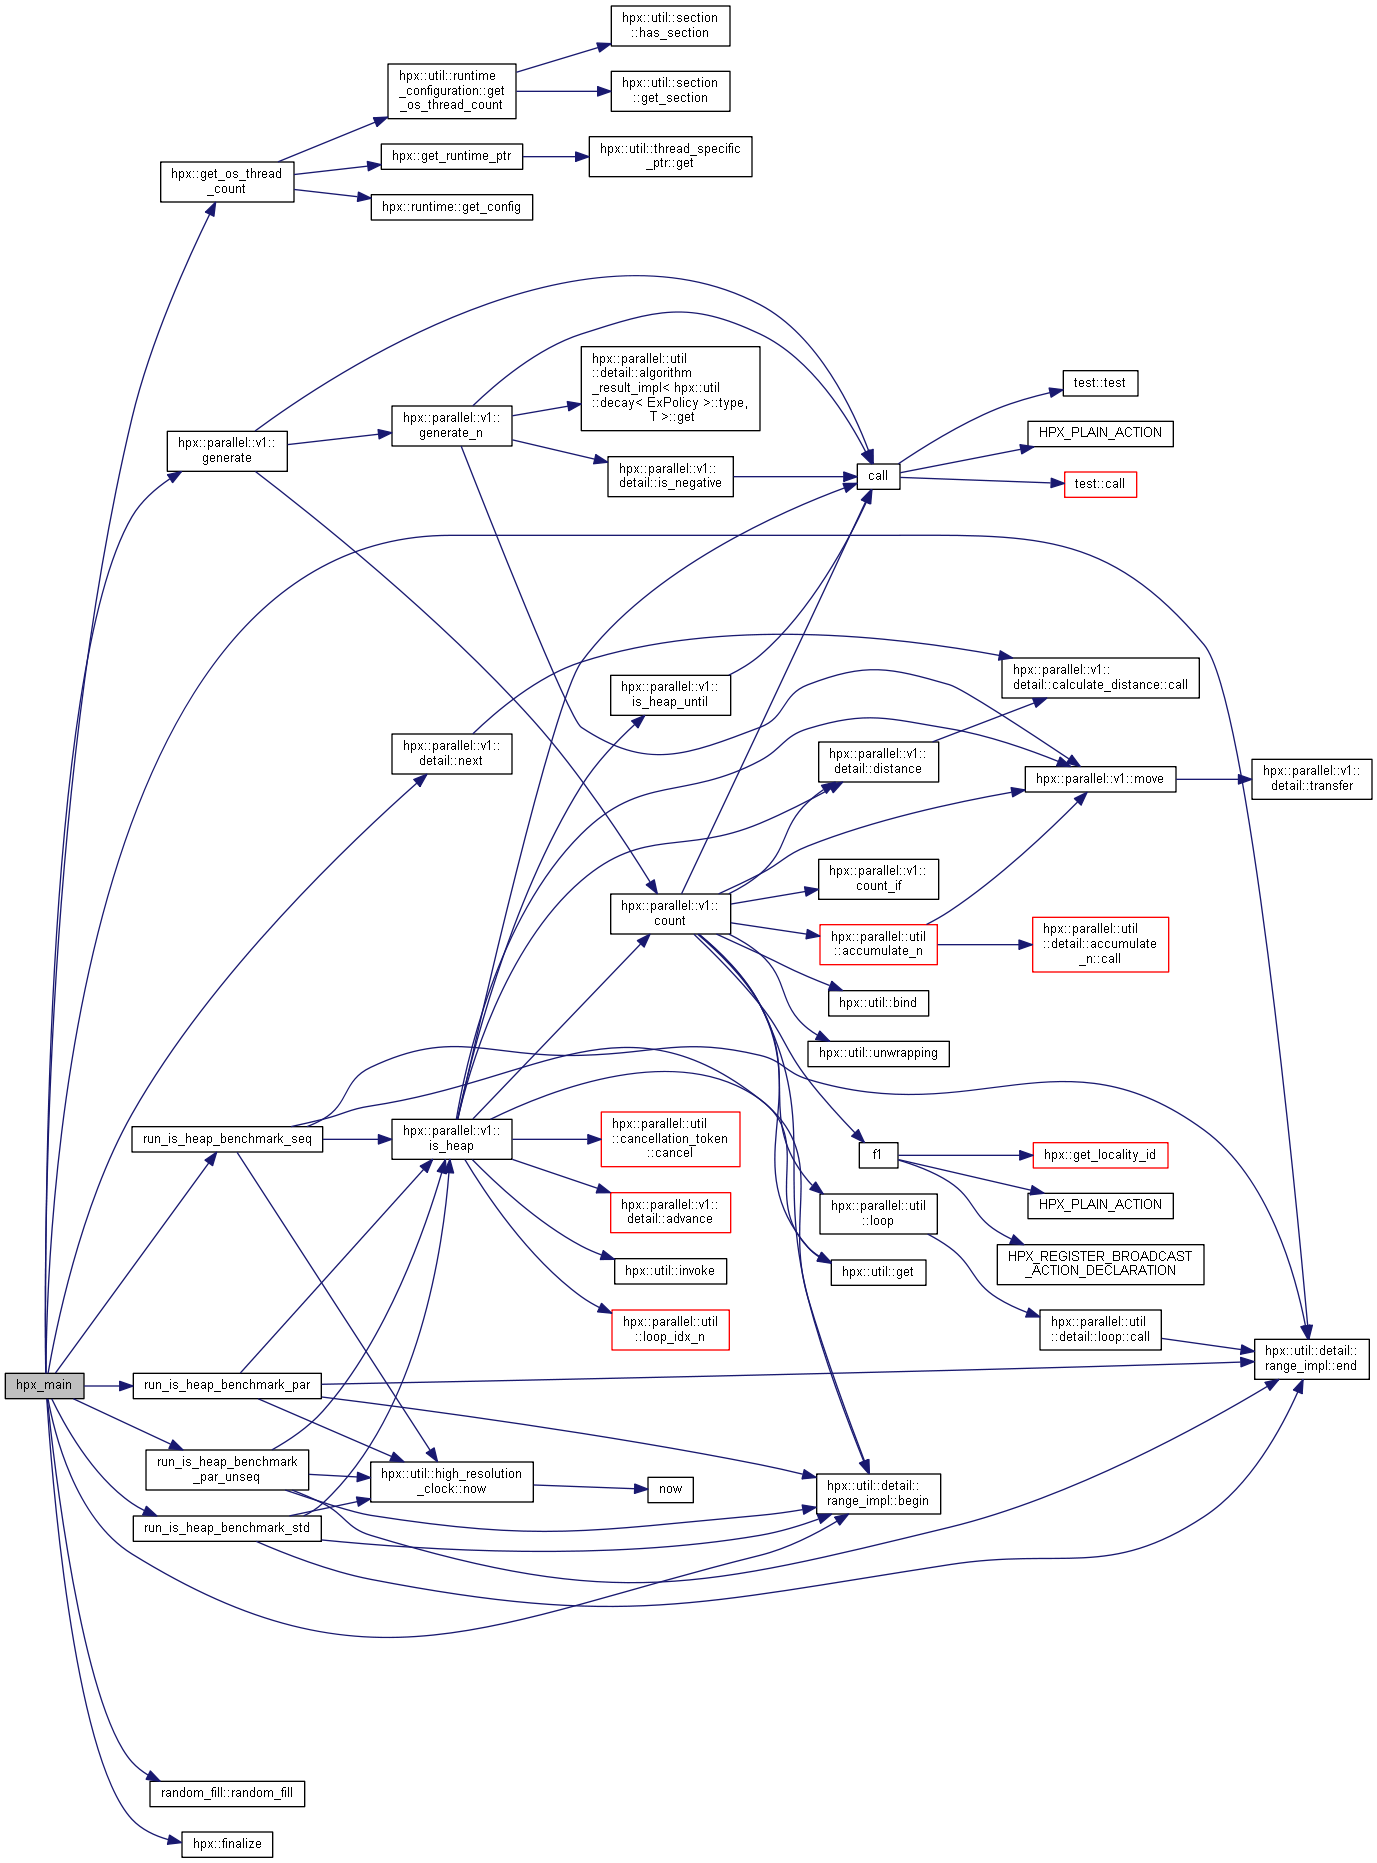 hpx::util::section
::has_section
hpx::util::runtime
_configuration::get
_os_thread_count
hpx::util::section
::get_section
hpx::get_os_thread
_count
hpx::get_runtime_ptr
hpx::util::thread_specific
_ptr::get
hpx::runtime::get_config
hpx::parallel::util
::detail::algorithm
_result_impl< hpx::util
::decay< ExPolicy >::type,
T >::get
test::test
hpx::parallel::v1::
generate_n
hpx::parallel::v1::
generate
HPX_PLAIN_ACTION
hpx::parallel::v1::
detail::is_negative
call
test::call
hpx::parallel::v1::
detail::calculate_distance::call
hpx::parallel::v1::
is_heap_until
hpx::parallel::v1::
detail::next
hpx::parallel::v1::
detail::distance
hpx::parallel::v1::move
hpx::parallel::v1::
detail::transfer
hpx::parallel::v1::
count_if
hpx::parallel::v1::
count
hpx::parallel::util
::accumulate_n
hpx::parallel::util
::detail::accumulate
_n::call
hpx::util::bind
hpx::util::unwrapping
run_is_heap_benchmark_seq
hpx::parallel::v1::
is_heap
hpx::parallel::util
::cancellation_token
::cancel
f1
hpx::get_locality_id
hpx::parallel::v1::
detail::advance
hpx::parallel::util
::loop
HPX_PLAIN_ACTION
HPX_REGISTER_BROADCAST
_ACTION_DECLARATION
hpx::util::invoke
hpx::util::get
hpx::parallel::util
::loop_idx_n
hpx::parallel::util
::detail::loop::call
hpx::util::detail::
range_impl::end
hpx_main
run_is_heap_benchmark_par
run_is_heap_benchmark
_par_unseq
hpx::util::high_resolution
_clock::now
now
hpx::util::detail::
range_impl::begin
run_is_heap_benchmark_std
random_fill::random_fill
hpx::finalize